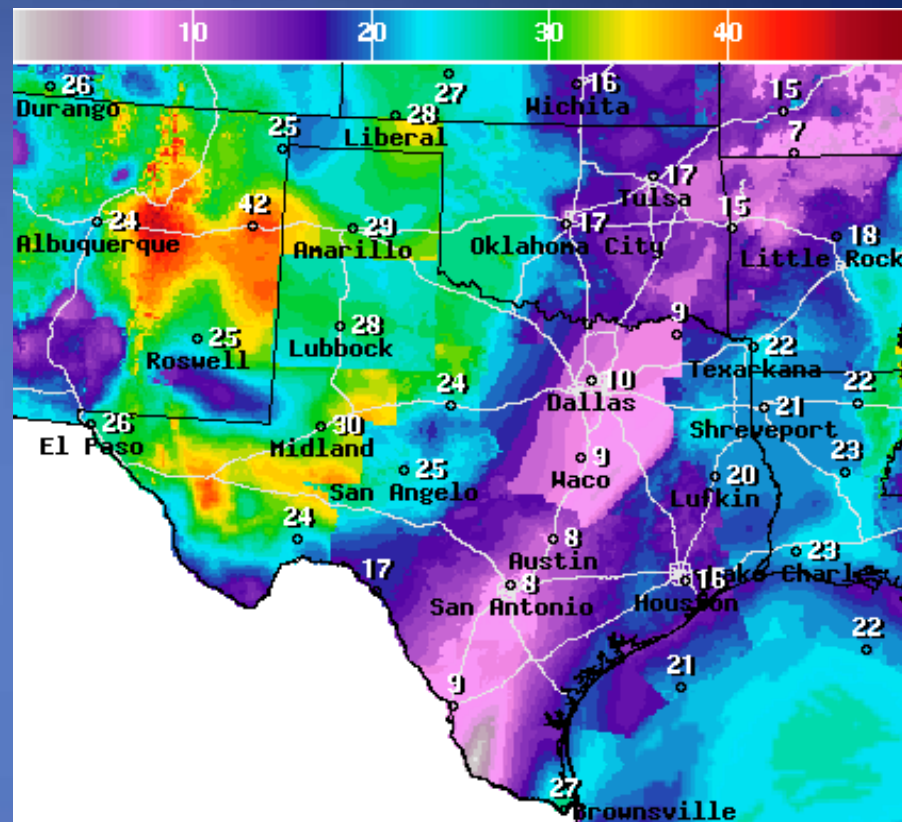 10 20 30 40
26 27 16 15
Durango Wichita
28
Liberal
25 7
17
Tulsa
24 42 29 17 15 18
Albuquerque Amarillo Oklahoma City Little Rock
25 28 9 22
Roswell Lubbock Texarkana
24 10 21 22
Dallas Shreveport
26 30
El Paso Midland
25 9 20 23
San Angelo Waco Lufkin
24 8 23
Austin Lake Charles
17 8 16
San Antonio Houston
22
9 21
27
Brownsville